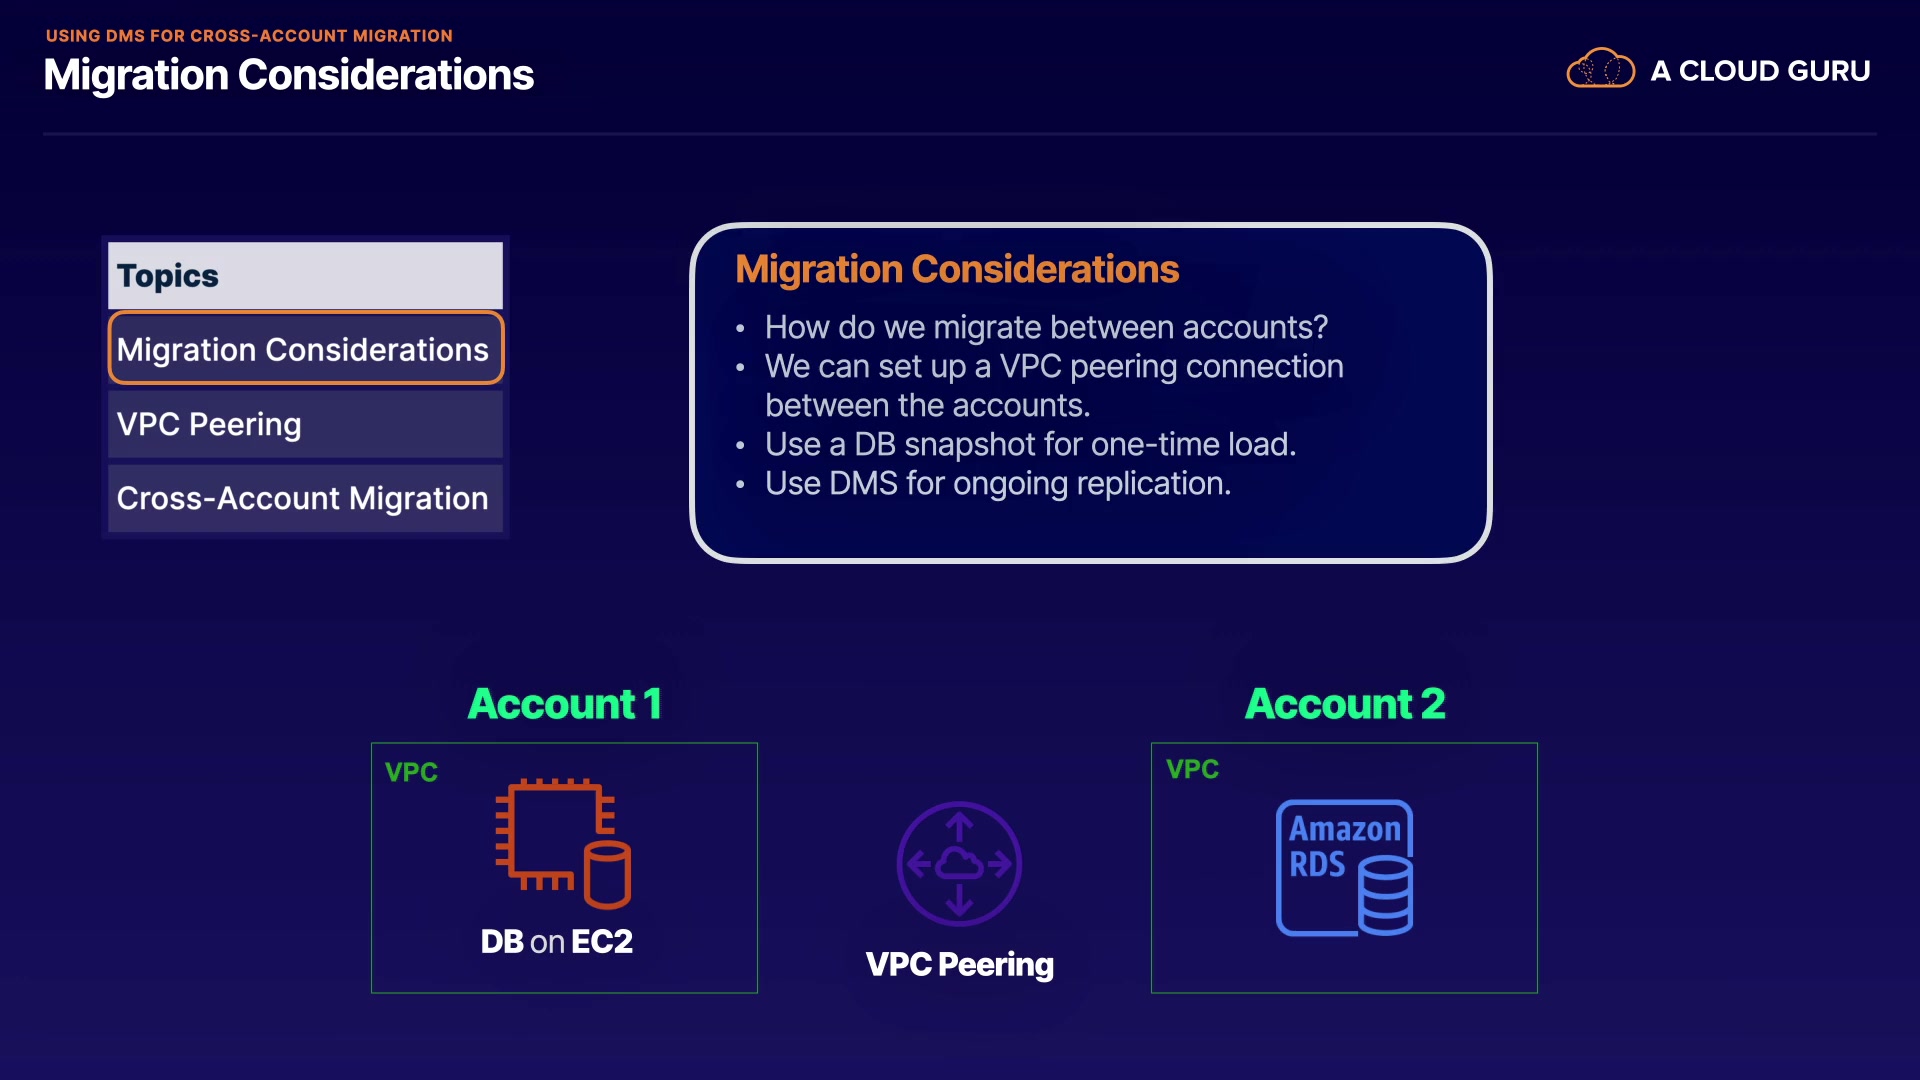 USING DMS FOR CROSS-ACCOUNT MIGRATION
Migration Considerations
A CLOUD GURU
Topics
Migration Considerations
VPC Peering
Cross-Account Migration
Migration Considerations
• How do we migrate between accounts?
• We can set up a VPC peering connection
between the accounts.
• Use a DB snapshot for one-time load.
• Use DMS for ongoing replication.
Account 1
VPC
DB on EC2
VPC Peering
Account 2
VPC
Amazon
RDS